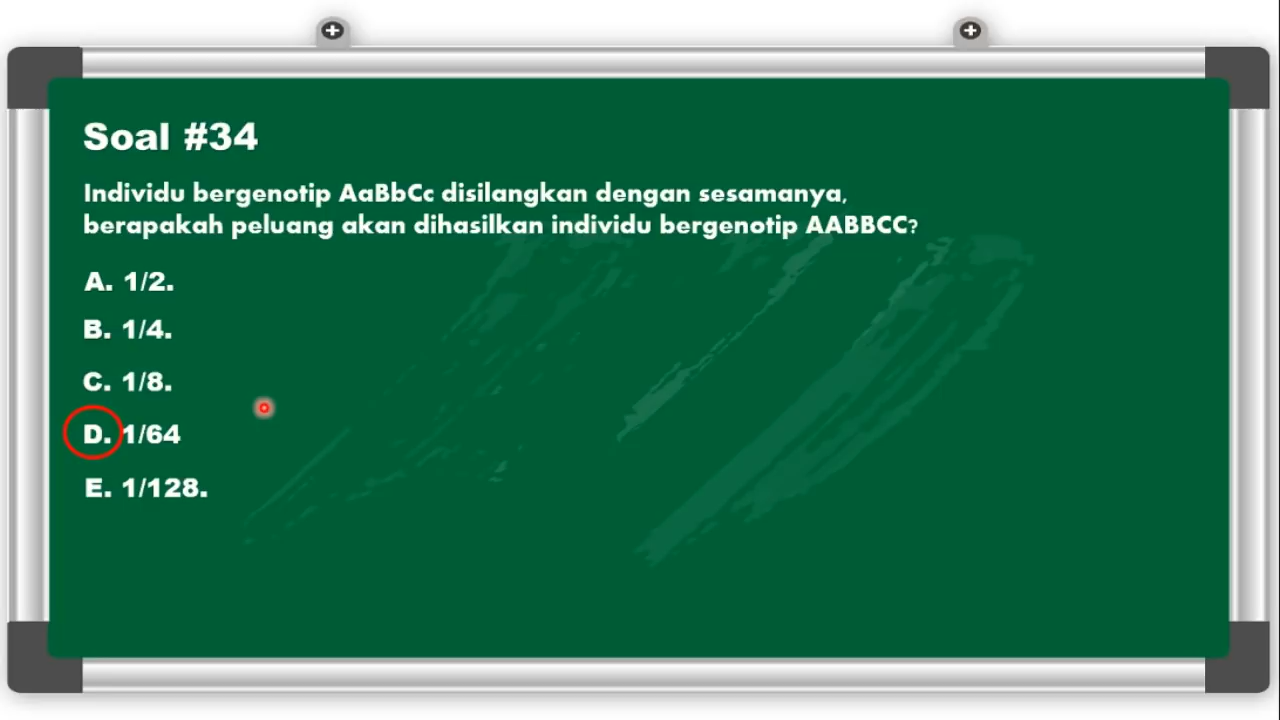 Soal #34
Individu bergenotip AaBbCc disilangkan dengan sesamanya,
berapakah peluang akan dihasilkan individu bergenotip AABBCC?
A. 1/2.
B. 1/4.
C. 1/8.
D. 1/64
E. 1/128.